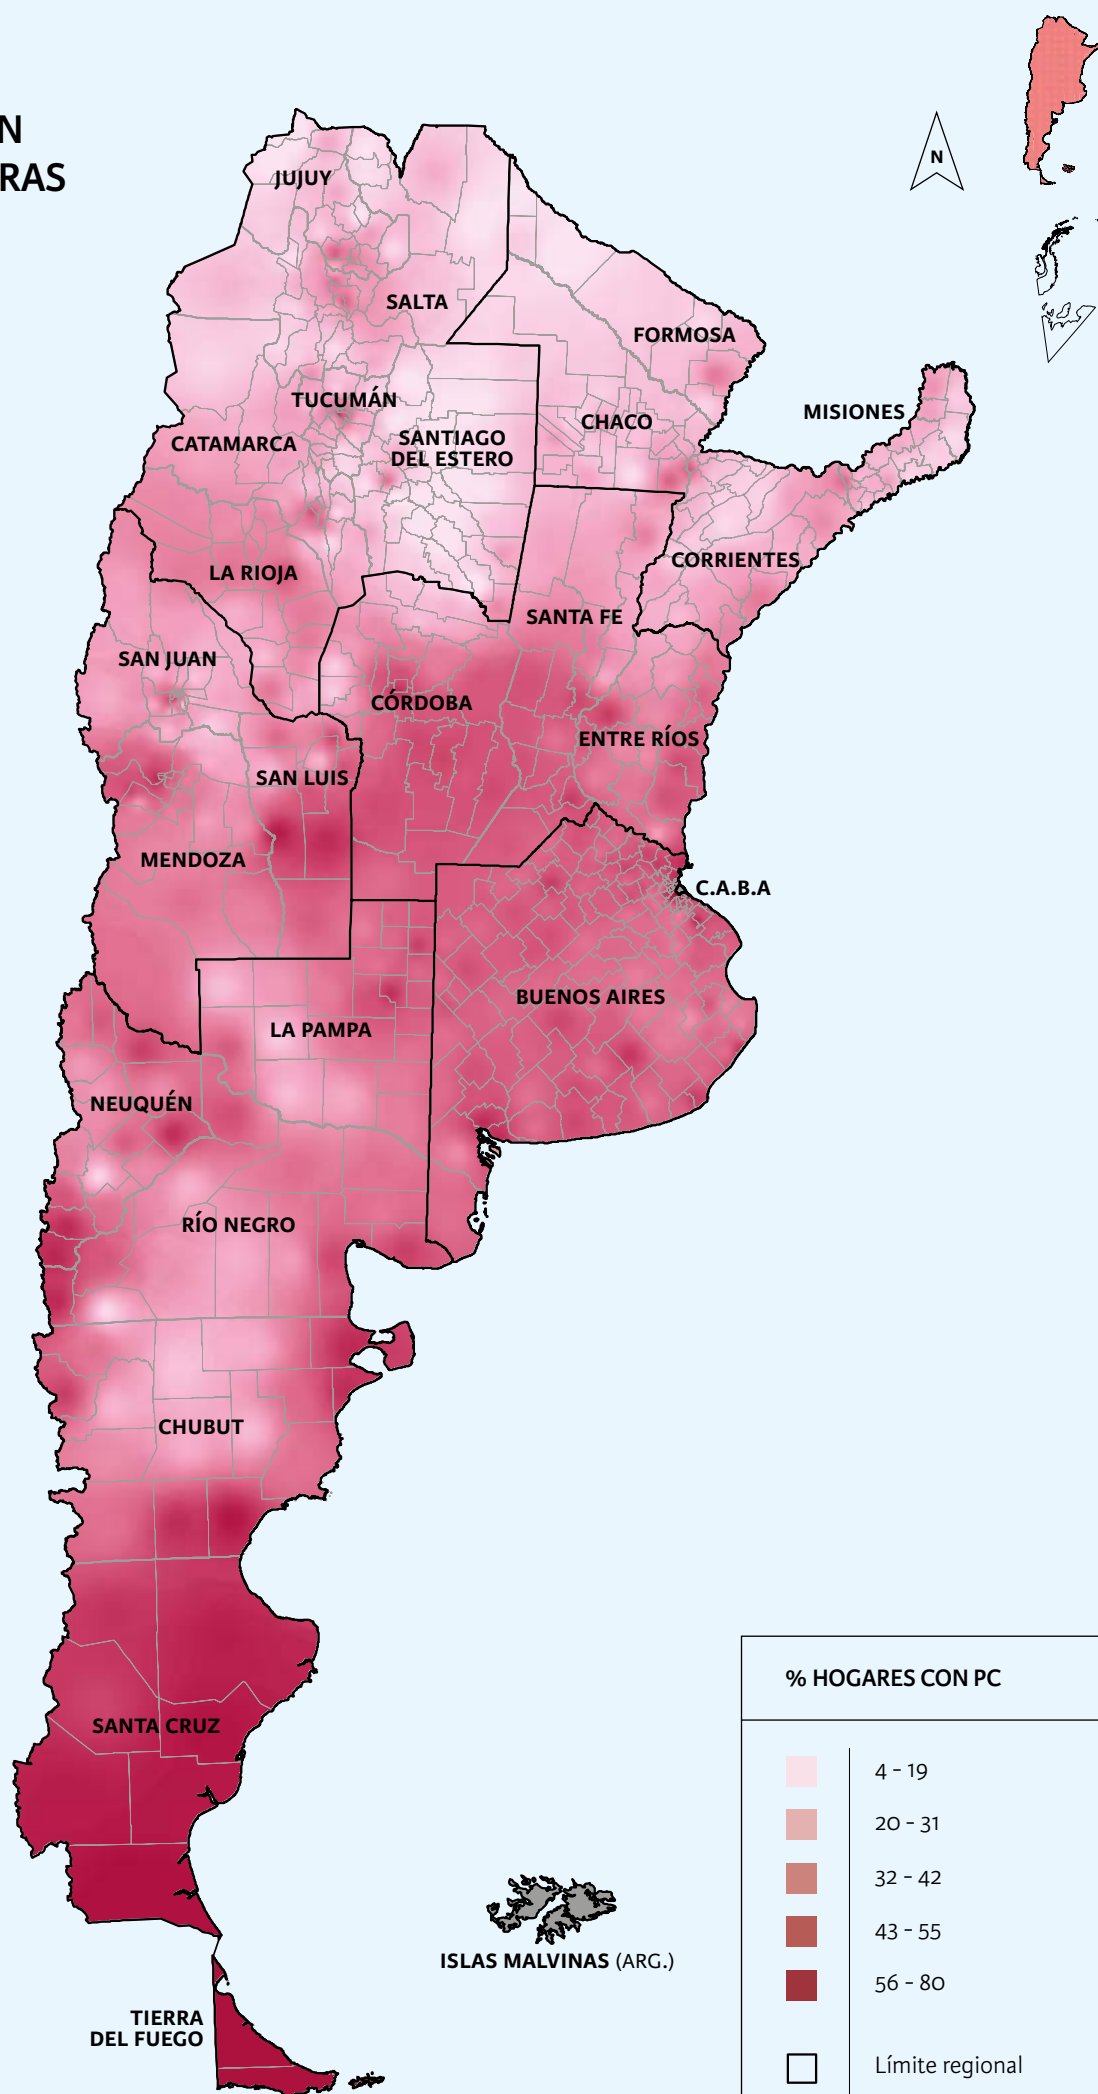 N
RAS
N
JUJUY
SALTA
FORMOSA
TUCUMÁN
MISIONES
CATAMARCA
SANTIAGO
DEL ESTERO
CHACO
LA RIOJA
CORRIENTES
SANTA FE
SAN JUAN
CÓRDOBA
ENTRE RÍOS
SAN LUIS
MENDOZA
C.A.B.A
BUENOS AIRES
LA PAMPA
NEUQUÉN
RÍO NEGRO
CHUBUT
SANTA CRUZ
ISLAS MALVINAS (ARG.)
TIERRA
DEL FUEGO
% HOGARES CON PC
4 - 19
20 - 31
32 - 42
43 - 55
56 - 80
Límite regional